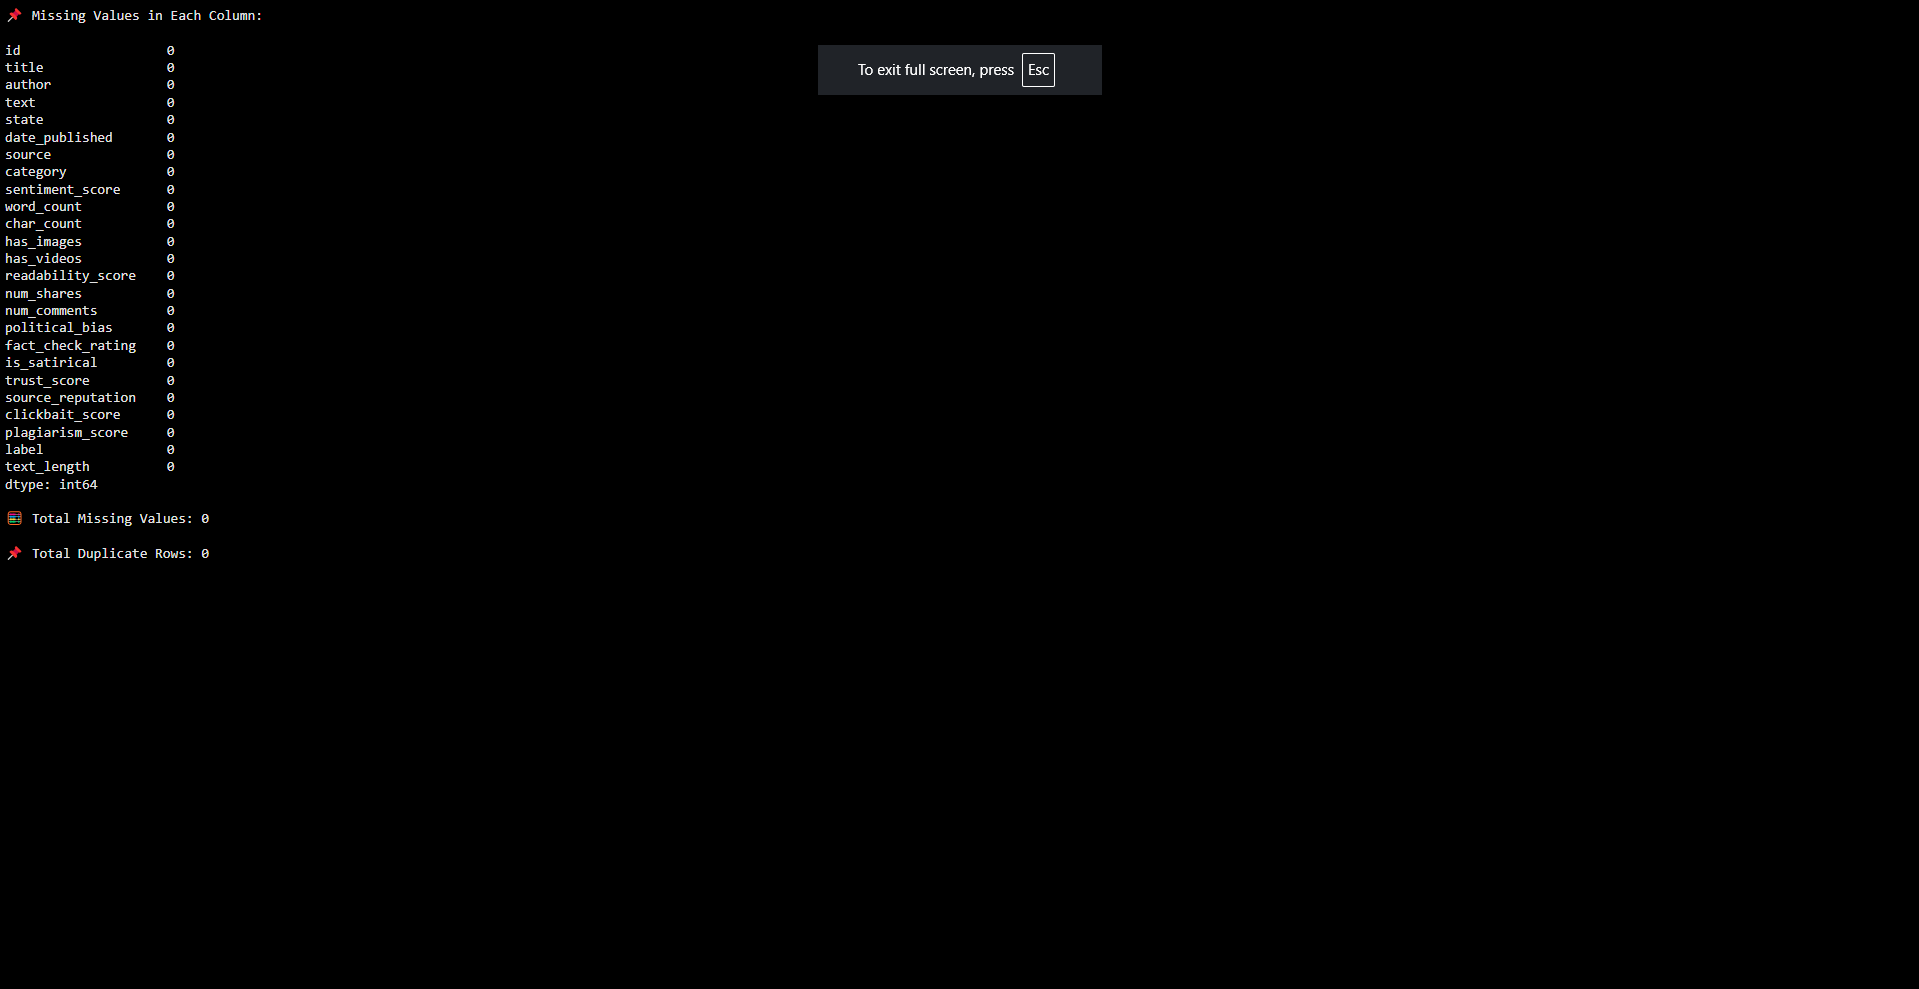 📌 Missing Values in Each Column:
id 0
title 0
author 0
text 0
state 0
date_published 0
source 0
category 0
sentiment_score 0
word_count 0
char_count 0
has_images 0
has_videos 0
readability_score 0
num_shares 0
num_comments 0
political_bias 0
fact_check_rating 0
is_satirical 0
trust_score 0
source_reputation 0
clickbait_score 0
plagiarism_score 0
label 0
text_length 0
dtype: int64
🧮 Total Missing Values: 0
📌 Total Duplicate Rows: 0
To exit full screen, press Esc